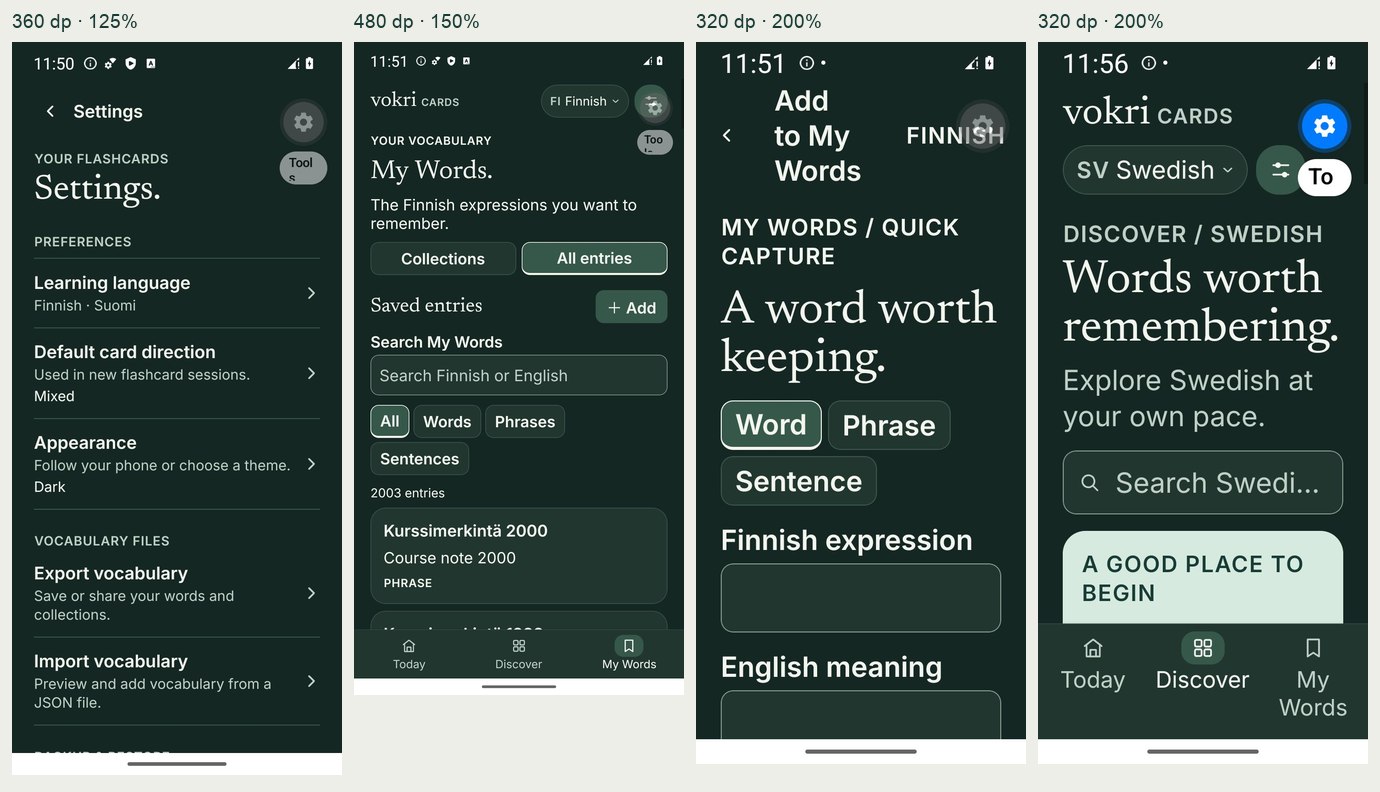 360 dp · 125%
11:50
Settings
Tool
s
YOUR FLASHCARDS
Settings.
PREFERENCES
Learning language
Finnish · Suomi
Default card direction
Used in new flashcard sessions.
Mixed
Appearance
Follow your phone or choose a theme.
Dark
VOCABULARY FILES
Export vocabulary
Save or share your words and
collections.
Import vocabulary
Preview and add vocabulary from a
JSON file.
480 dp · 150%
11:51
vokri CARDS
FI Finnish
Too
YOUR VOCABULARY
My Words.
The Finnish expressions you want to
remember.
Collections
All entries
Saved entries
+ Add
Search My Words
Search Finnish or English
All
Words
Phrases
Sentences
2003 entries
Kurssimerkintä 2000
Course note 2000
PHRASE
Today
Discover
My Words
320 dp · 200%
11:51
Add
to My
Words
FINNISH
MY WORDS / QUICK
CAPTURE
A word worth
keeping.
Word
Phrase
Sentence
Finnish expression
English meaning
320 dp · 200%
11:56
vokri CARDS
SV Swedish
To
DISCOVER / SWEDISH
Words worth
remembering.
Explore Swedish at
your own pace.
Search Swedi...
A GOOD PLACE TO
BEGIN
Today
Discover
My
Words